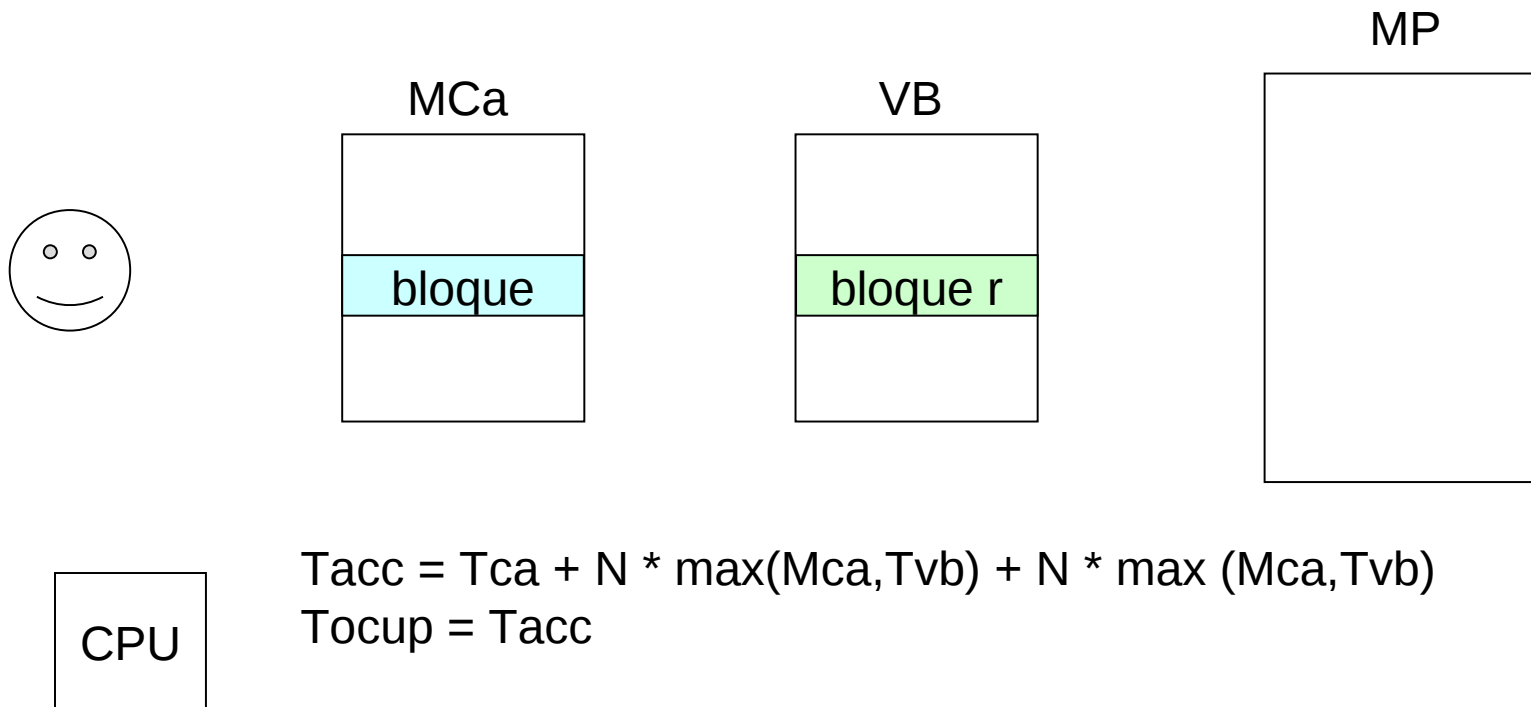 MP
MCa
VB
bloque
bloque r
Tacc = Tca + N * max(Mca,Tvb) + N * max (Mca,Tvb)
Tocup = Tacc
CPU